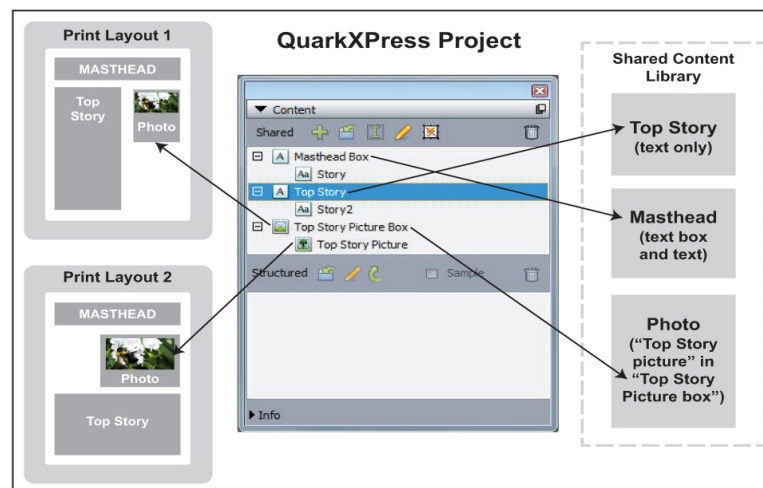 QuarkXPress Project
Print Layout 1
MASTHEAD
Top
Story
Photo
Print Layout 2
MASTHEAD
Photo
Top Story
Content
Shared
A Masthead Box
Aa Story
A Top Story
Aa Story2
Top Story Picture Box
Top Story Picture
Structured
Sample
Info
Shared Content
Library
Top Story
(text only)
Masthead
(text box
and text)
Photo
(“Top Story
picture” in
“Top Story
Picture box”)